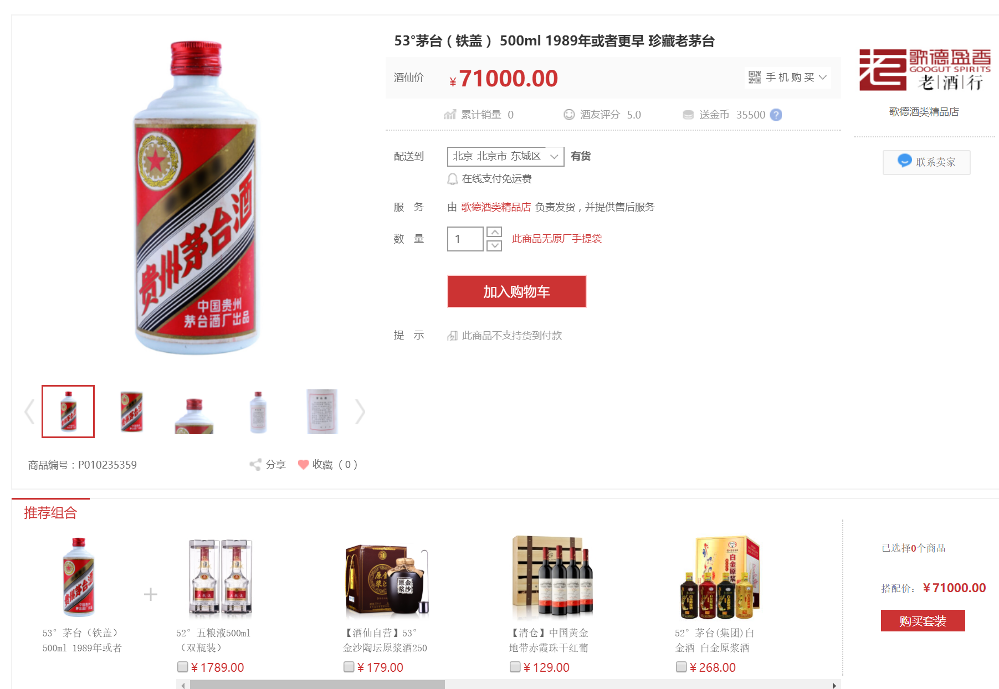 53°茅台（铁盖）500ml 1989年或者更早 珍藏老茅台
酒仙价
¥71000.00
手机购买
累计销量 0
酒友评分 5.0
送金币 35500 ?
配送到
北京 北京市 东城区
有货
在线支付免运费
服 务
由 歌德酒类精品店 负责发货，并提供售后服务
数 量
1
此商品无原厂手提袋
加入购物车
提 示
此商品不支持货到付款
歌德盈香
GOOGUT SPIRITS
老|酒|行
歌德酒类精品店
联系卖家
贵州茅台酒
中国贵州
茅台酒厂出品
商品编号：P010235359
分享
收藏（0）
推荐组合
53°茅台（铁盖）
500ml 1989年或者
52°五粮液500ml
（双瓶装）
¥1789.00
原浆
金沙
【酒仙自营】53°
金沙陶坛原浆酒250
¥179.00
【清仓】中国黄金
地带赤霞珠干红葡
¥129.00
白金原浆
52°茅台(集团)白
金酒 白金原浆酒
¥268.00
已选择0个商品
搭配价：¥71000.00
购买套装